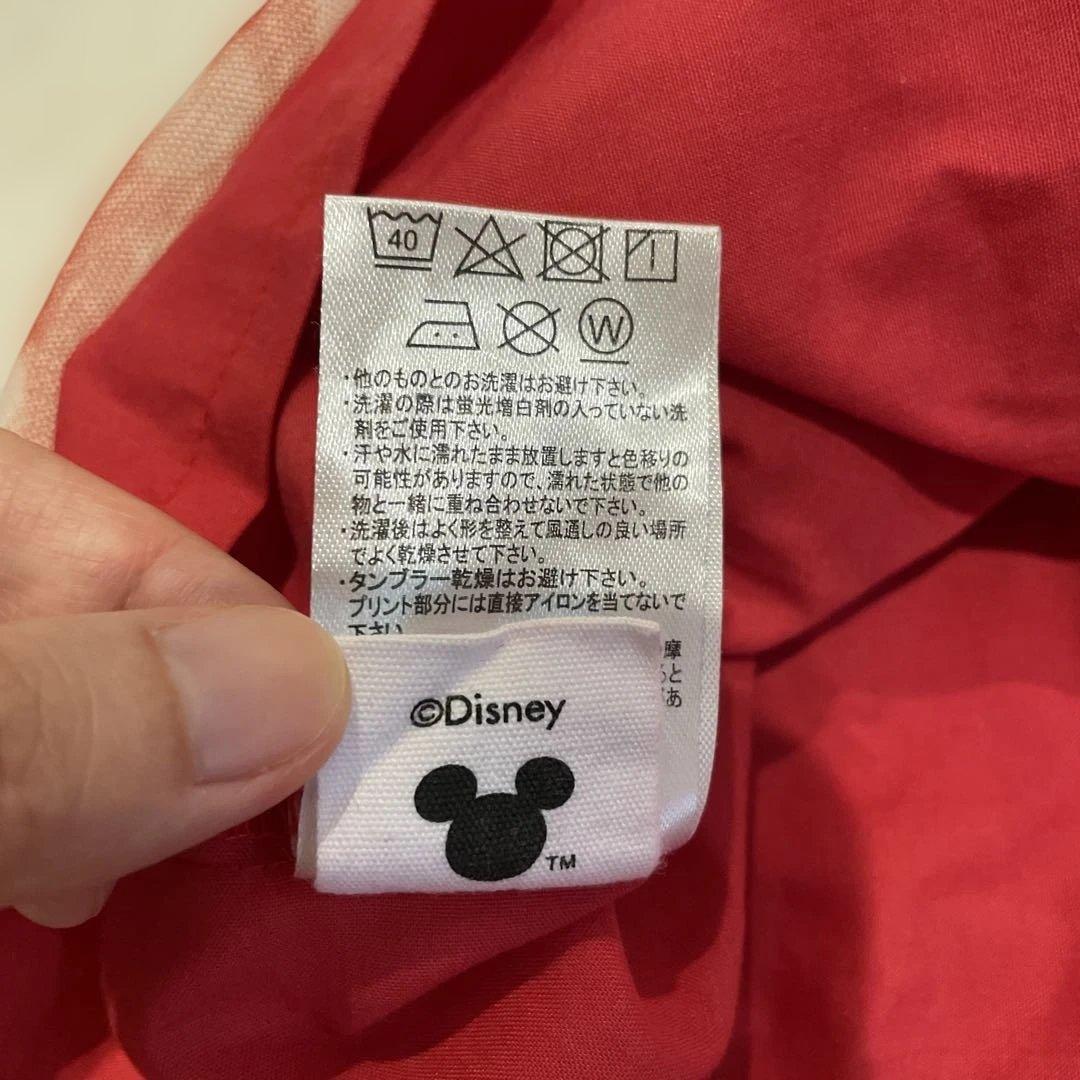 40
W
・他のものとのお洗濯はお避け下さい。
・洗濯の際は蛍光増白剤の入っていない洗
剤をご使用下さい。
・汗や水に濡れたまま放置しますと色移りの
可能性がありますので、濡れた状態で他の
物と一緒に重ね合わせないで下さい。
・洗濯後はよく形を整えて風通しの良い場所
でよく乾燥させて下さい。
・タンブラー乾燥はお避け下さい。
プリント部分には直接アイロンを当てないで
下さい
摩
ると
があ
©Disney
TM